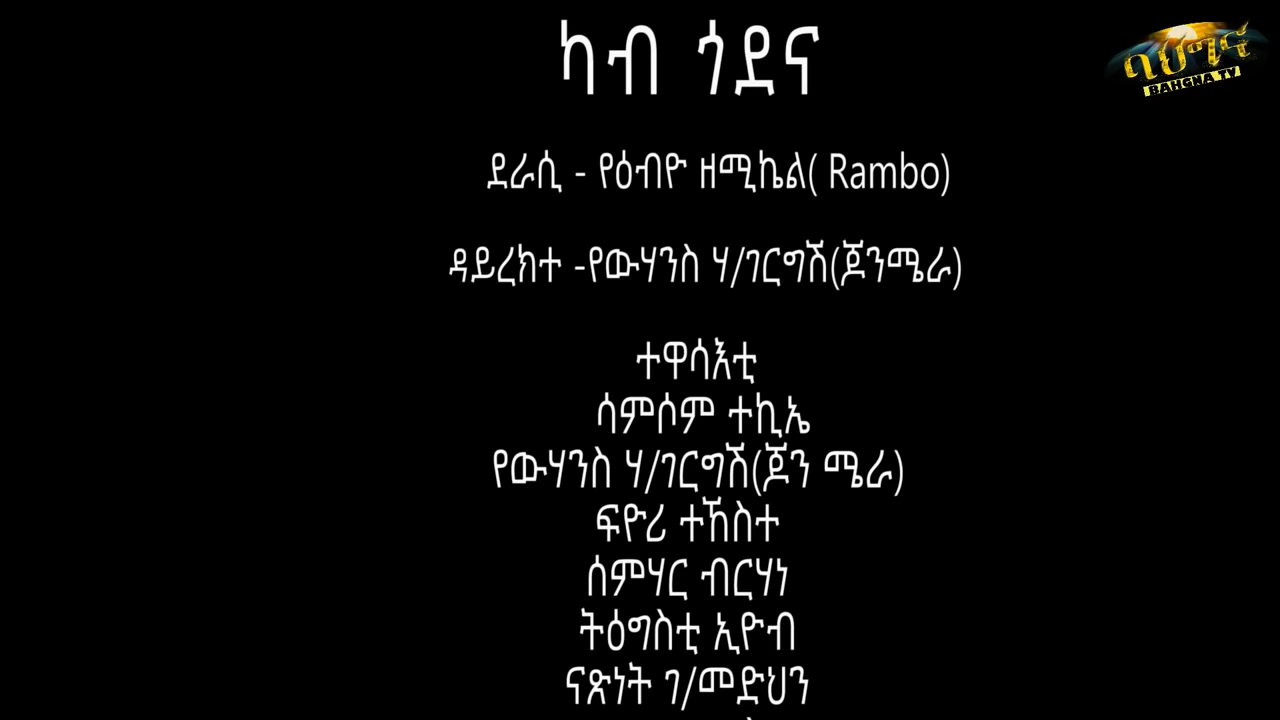 ካብ ጎደና
ባህግና
BAHGNA TV
ደራሲ - የዕብዮ ዘሚኬል( Rambo)
ዳይረክተ -የውሃንስ ሃ/ገርግሽ(ጆንሜራ)
ተዋሳእቲ
ሳምሶም ተኪኤ
የውሃንስ ሃ/ገርግሽ(ጆን ሜራ)
ፍዮሪ ተኸስተ
ሰምሃር ብርሃነ
ትዕግስቲ ኢዮብ
ናጽነት ገ/መድህን